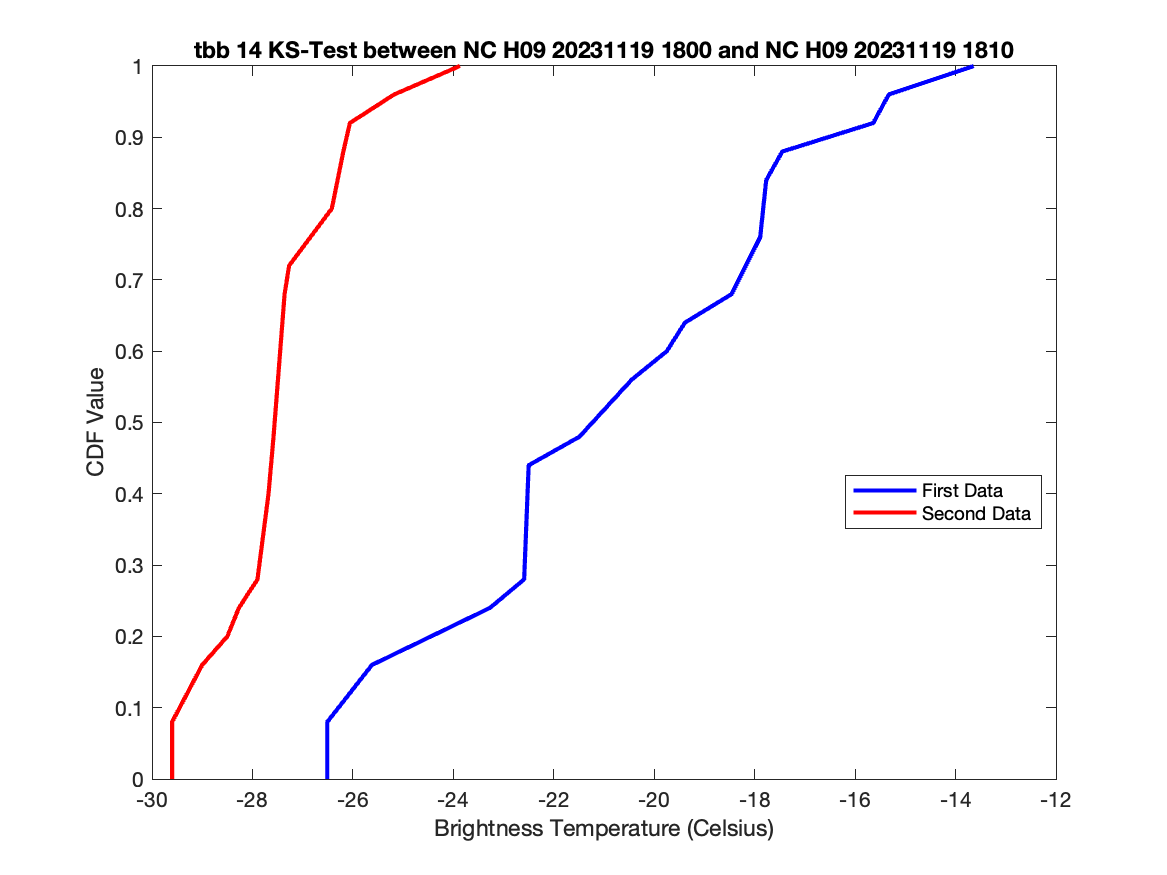 tbb 14 KS-Test between NC H09 20231119 1800 and NC H09 20231119 1810
1
0.9
0.8
0.7
0.6
0.5
0.4
0.3
0.2
0.1
0
CDF Value
First Data
Second Data
-30 -28 -26 -24 -22 -20 -18 -16 -14 -12
Brightness Temperature (Celsius)